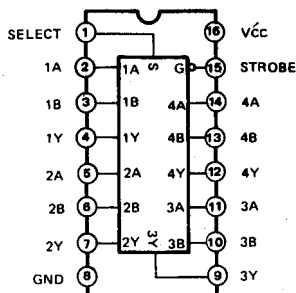 SELECT 1 16 Vcc
S
1A 2 1A G 15 STROBE
1B 3 1B 4A 14 4A
1Y 4 1Y 4B 13 4B
2A 5 2A 4Y 12 4Y
2B 6 2B 3A 11 3A
2Y 7 2Y 3Y 3B 10 3B
GND 8 9 3Y